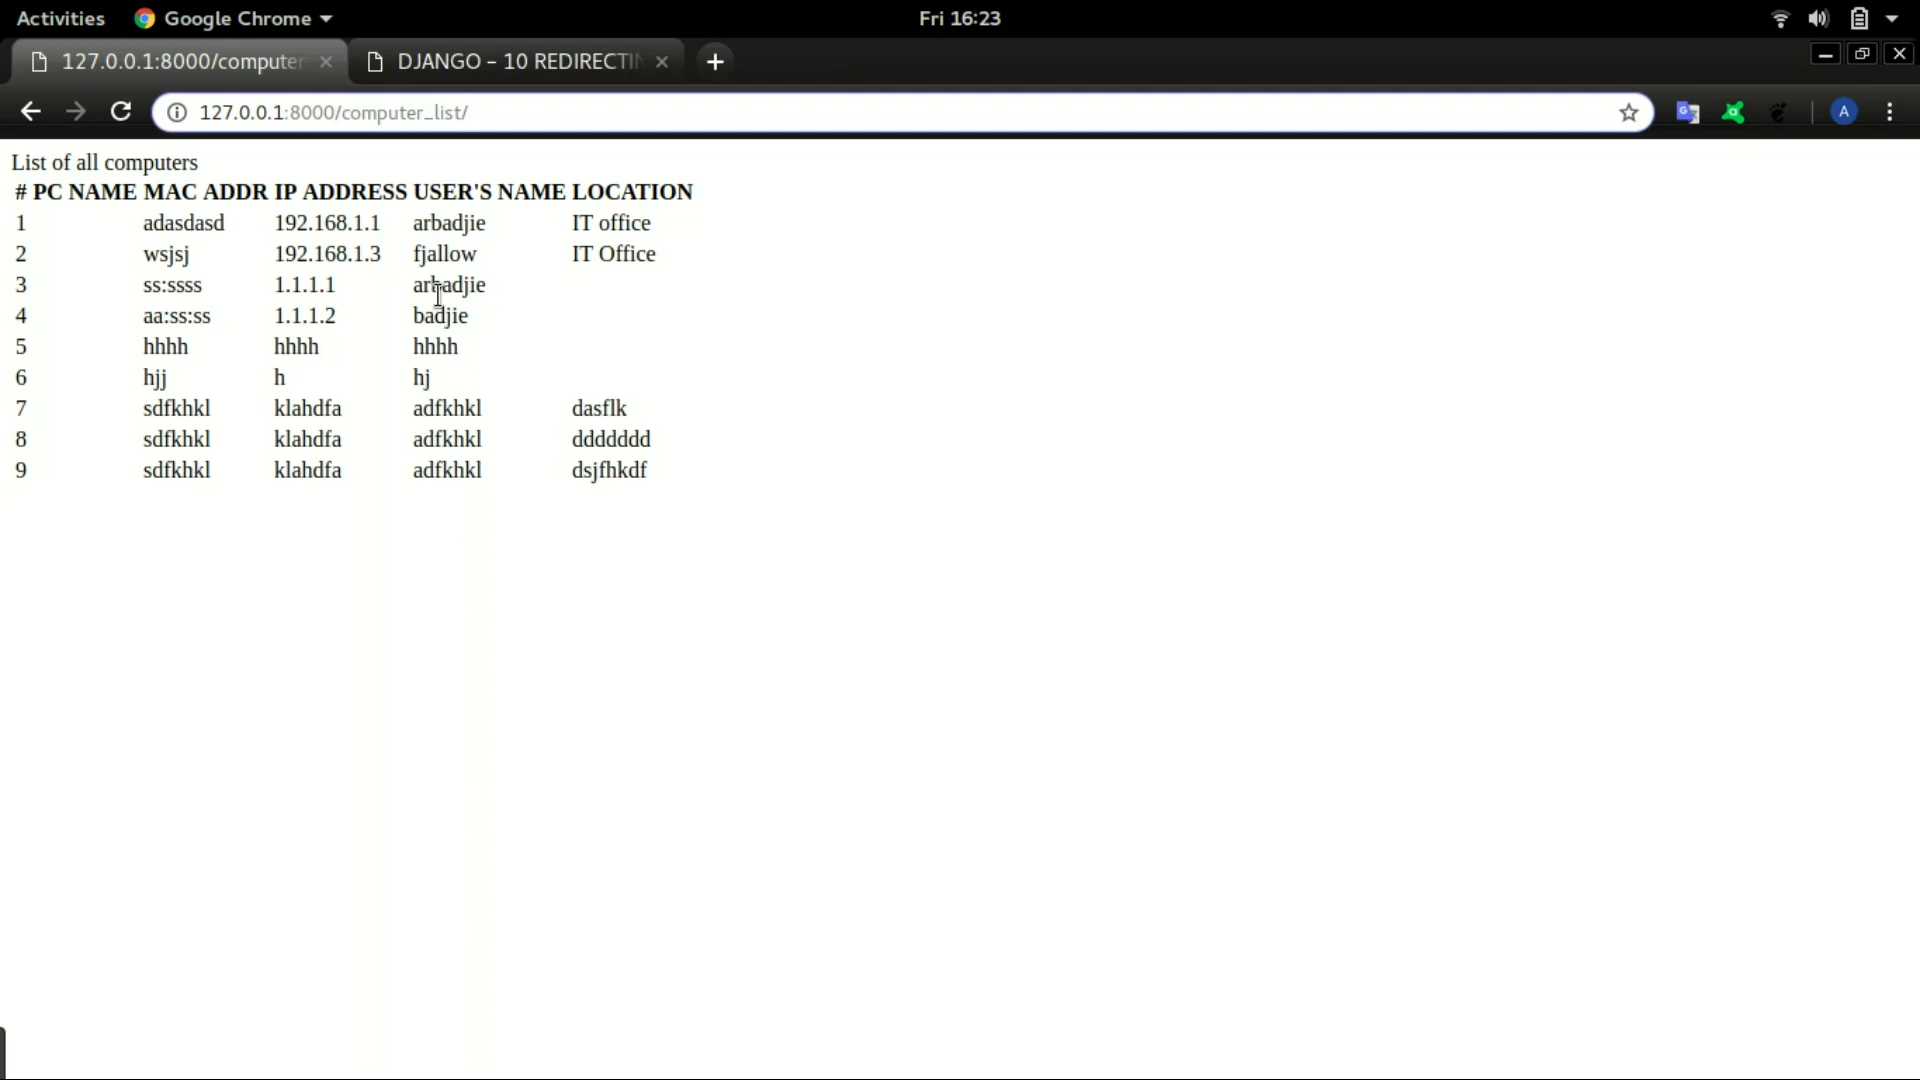 Activities Google Chrome Fri 16:23
127.0.0.1:8000/computer DJANGO – 10 REDIRECTIN
127.0.0.1:8000/computer_list/ A
List of all computers
# PC NAME MAC ADDR IP ADDRESS USER'S NAME LOCATION
1 adasdasd 192.168.1.1 arbadjie IT office
2 wsjsj 192.168.1.3 fjallow IT Office
3 ss:ssss 1.1.1.1 arbadjie
4 aa:ss:ss 1.1.1.2 badjie
5 hhhh hhhh hhhh
6 hjj h hj
7 sdfkhkl klahdfa adfkhkl dasflk
8 sdfkhkl klahdfa adfkhkl ddddddd
9 sdfkhkl klahdfa adfkhkl dsjfhkdf